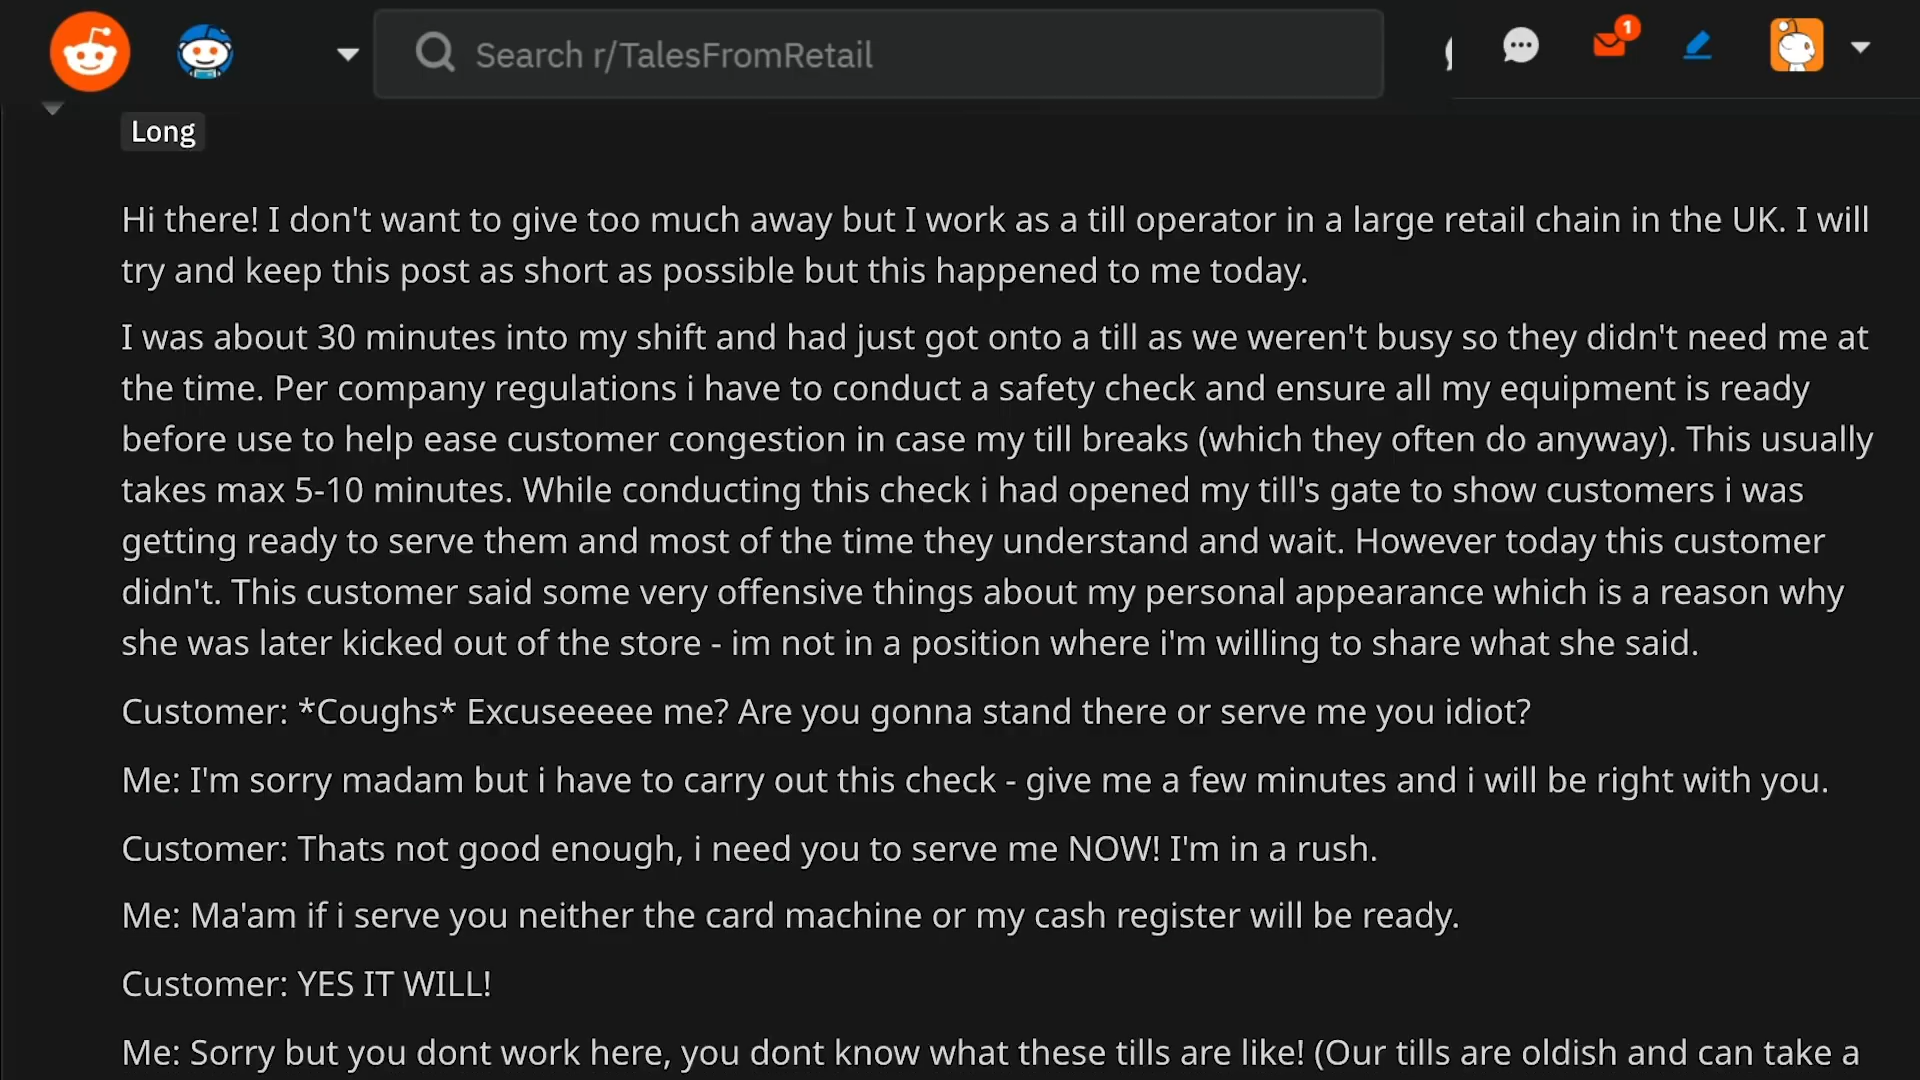 Search r/TalesFromRetail
1
Long
Hi there! I don't want to give too much away but I work as a till operator in a large retail chain in the UK. I will
try and keep this post as short as possible but this happened to me today.
I was about 30 minutes into my shift and had just got onto a till as we weren't busy so they didn't need me at
the time. Per company regulations i have to conduct a safety check and ensure all my equipment is ready
before use to help ease customer congestion in case my till breaks (which they often do anyway). This usually
takes max 5-10 minutes. While conducting this check i had opened my till's gate to show customers i was
getting ready to serve them and most of the time they understand and wait. However today this customer
didn't. This customer said some very offensive things about my personal appearance which is a reason why
she was later kicked out of the store - im not in a position where i'm willing to share what she said.
Customer: *Coughs* Excuseeeee me? Are you gonna stand there or serve me you idiot?
Me: I'm sorry madam but i have to carry out this check - give me a few minutes and i will be right with you.
Customer: Thats not good enough, i need you to serve me NOW! I'm in a rush.
Me: Ma'am if i serve you neither the card machine or my cash register will be ready.
Customer: YES IT WILL!
Me: Sorry but you dont work here, you dont know what these tills are like! (Our tills are oldish and can take a